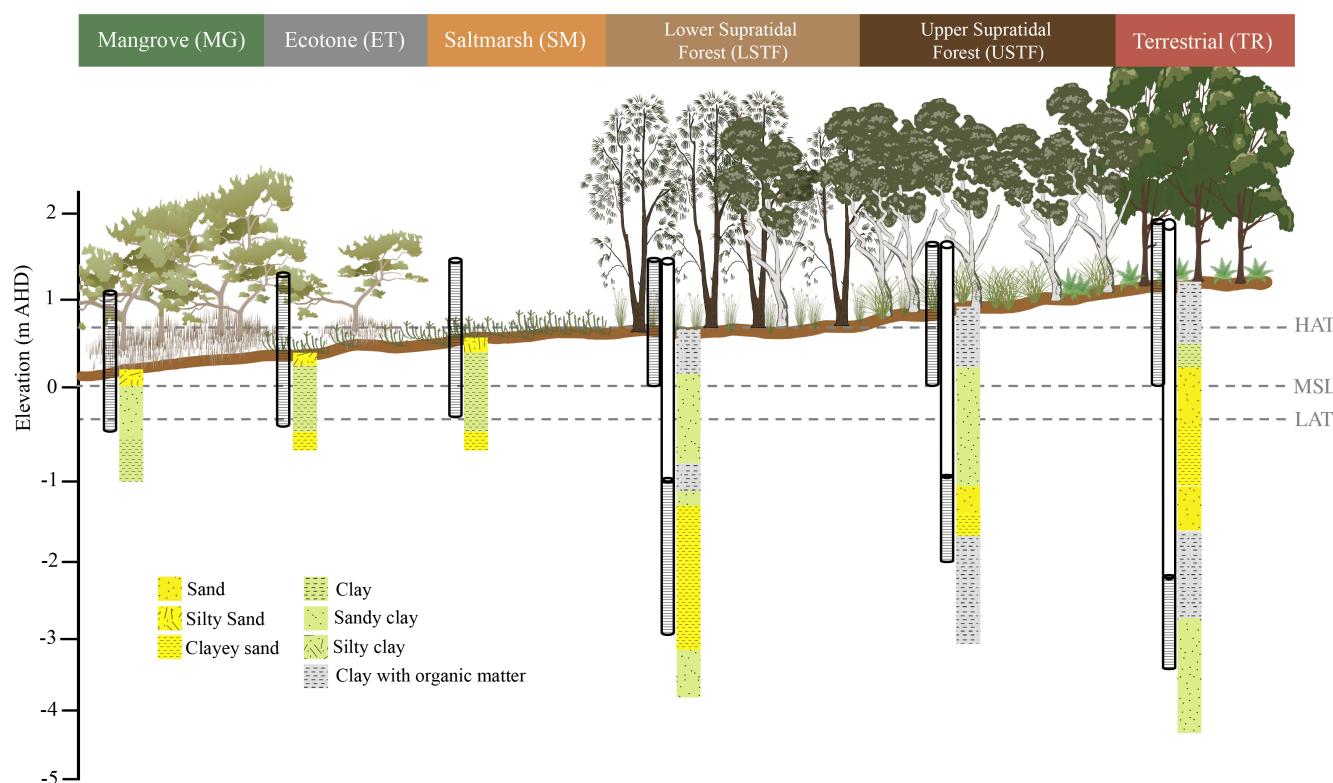 Mangrove (MG)
Ecotone (ET)
Saltmarsh (SM)
Lower Supratidal
Forest (LSTF)
Upper Supratidal
Forest (USTF)
Terrestrial (TR)
Elevation (m AHD)
2
1
0
-1
-2
-3
-4
-5
HAT
MSL
LAT
Sand
Silty Sand
Clayey sand
Clay
Sandy clay
Silty clay
Clay with organic matter